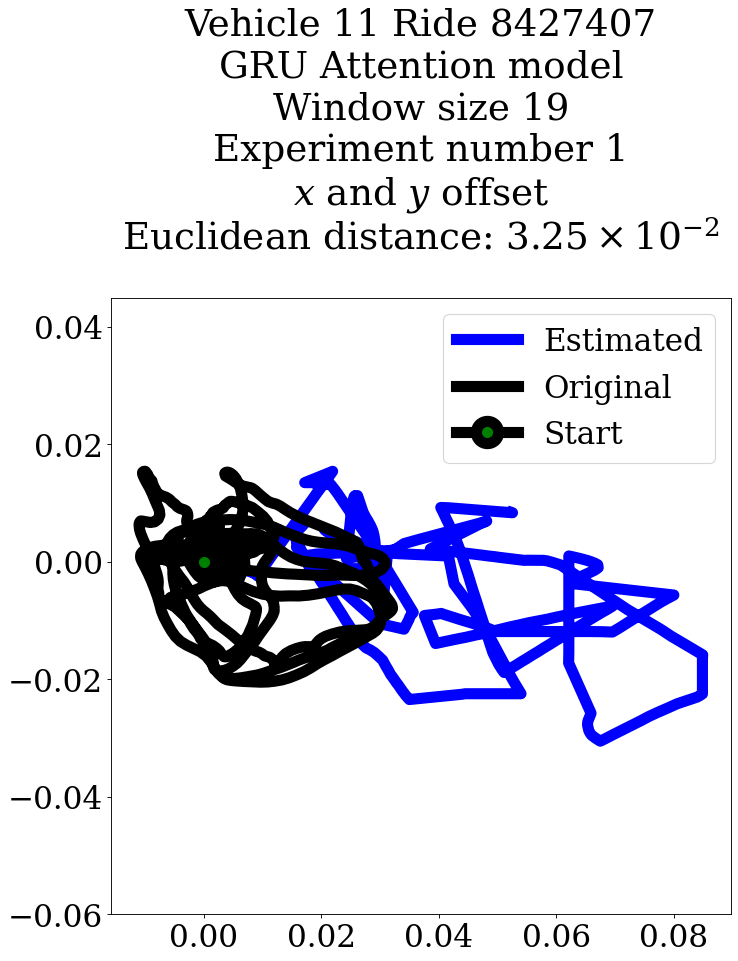 Vehicle 11 Ride 8427407
GRU Attention model
Window size 19
Experiment number 1
x and y offset
Euclidean distance: 3.25 × 10⁻²
Estimated
Original
Start
0.04
0.02
0.00
−0.02
−0.04
−0.06
0.00 0.02 0.04 0.06 0.08